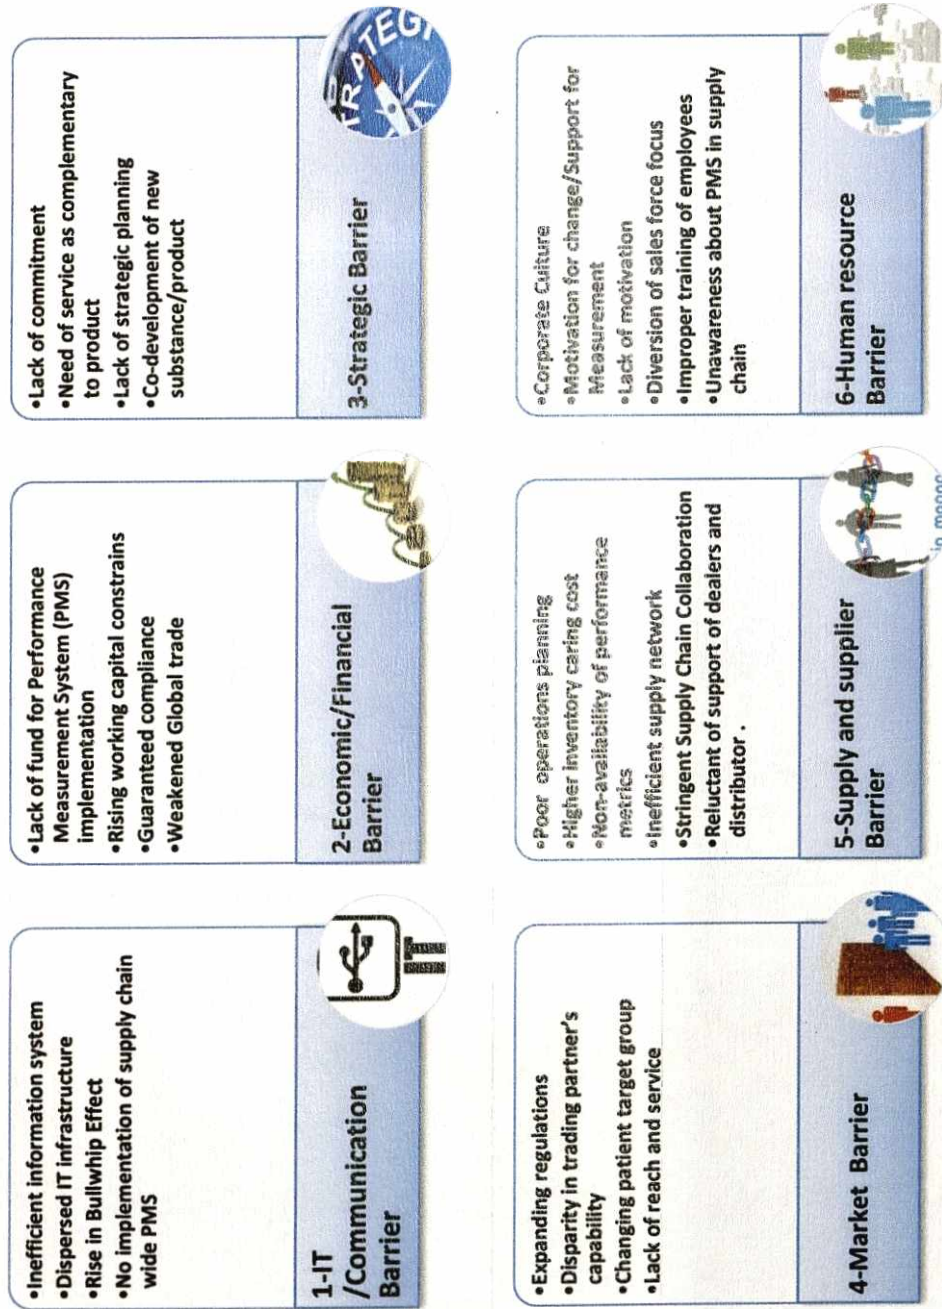 •Inefficient information system
•Dispersed IT infrastructure
•Rise in Bullwhip Effect
•No implementation of supply chain
wide PMS
1-IT
/Communication
Barrier
•Lack of fund for Performance
Measurement System (PMS)
implementation
•Rising working capital constrains
•Guaranteed compliance
•Weakened Global trade
2-Economic/Financial
Barrier
•Lack of commitment
•Need of service as complementary
to product
•Lack of strategic planning
•Co-development of new
substance/product
3-Strategic Barrier
RATEGI
•Expanding regulations
•Disparity in trading partner's
capability
•Changing patient target group
•Lack of reach and service
4-Market Barrier
•Poor operations planning
•Higher inventory caring cost
•Non-availability of performance
metrics
•Inefficient supply network
•Stringent Supply Chain Collaboration
•Reluctant of support of dealers and
distributor .
5-Supply and supplier
Barrier
•Corporate Culture
•Motivation for change/Support for
Measurement
•Lack of motivation
•Diversion of sales force focus
•Improper training of employees
•Unawareness about PMS in supply
chain
6-Human resource
Barrier